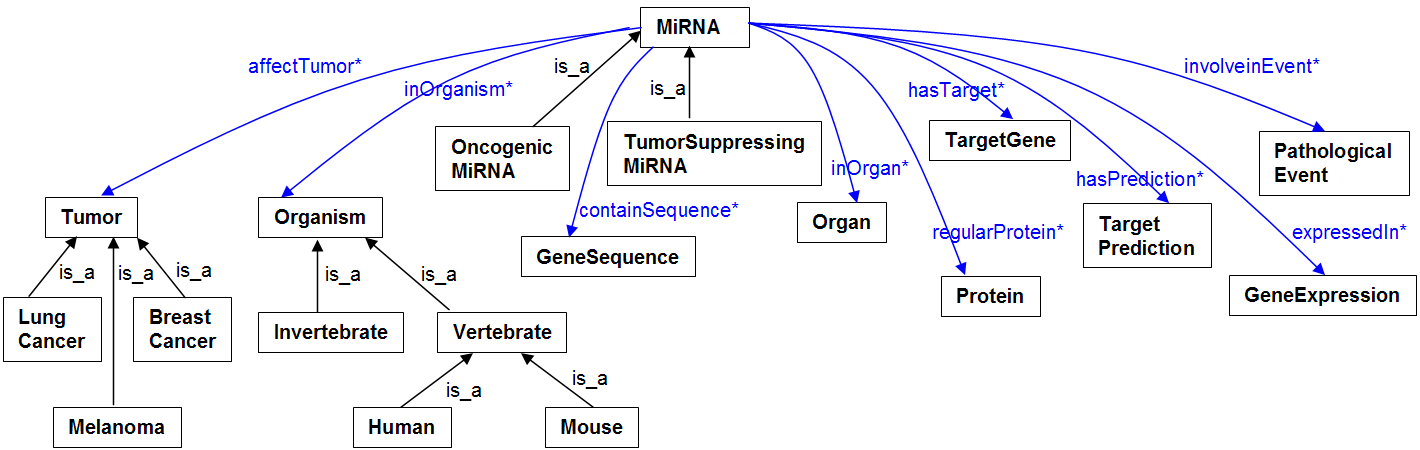 MiRNA
affectTumor*
is_a
involveinEvent*
inOrganism*
is_a
hasTarget*
Oncogenic
MiRNA
TumorSuppressing
MiRNA
TargetGene
Pathological
Event
inOrgan*
hasPrediction*
Tumor
Organism
containSequence*
Organ
Target
Prediction
regularProtein*
expressedIn*
GeneSequence
is_a
is_a
is_a
is_a
is_a
Protein
GeneExpression
Lung
Cancer
Breast
Cancer
Invertebrate
Vertebrate
is_a
is_a
Melanoma
Human
Mouse